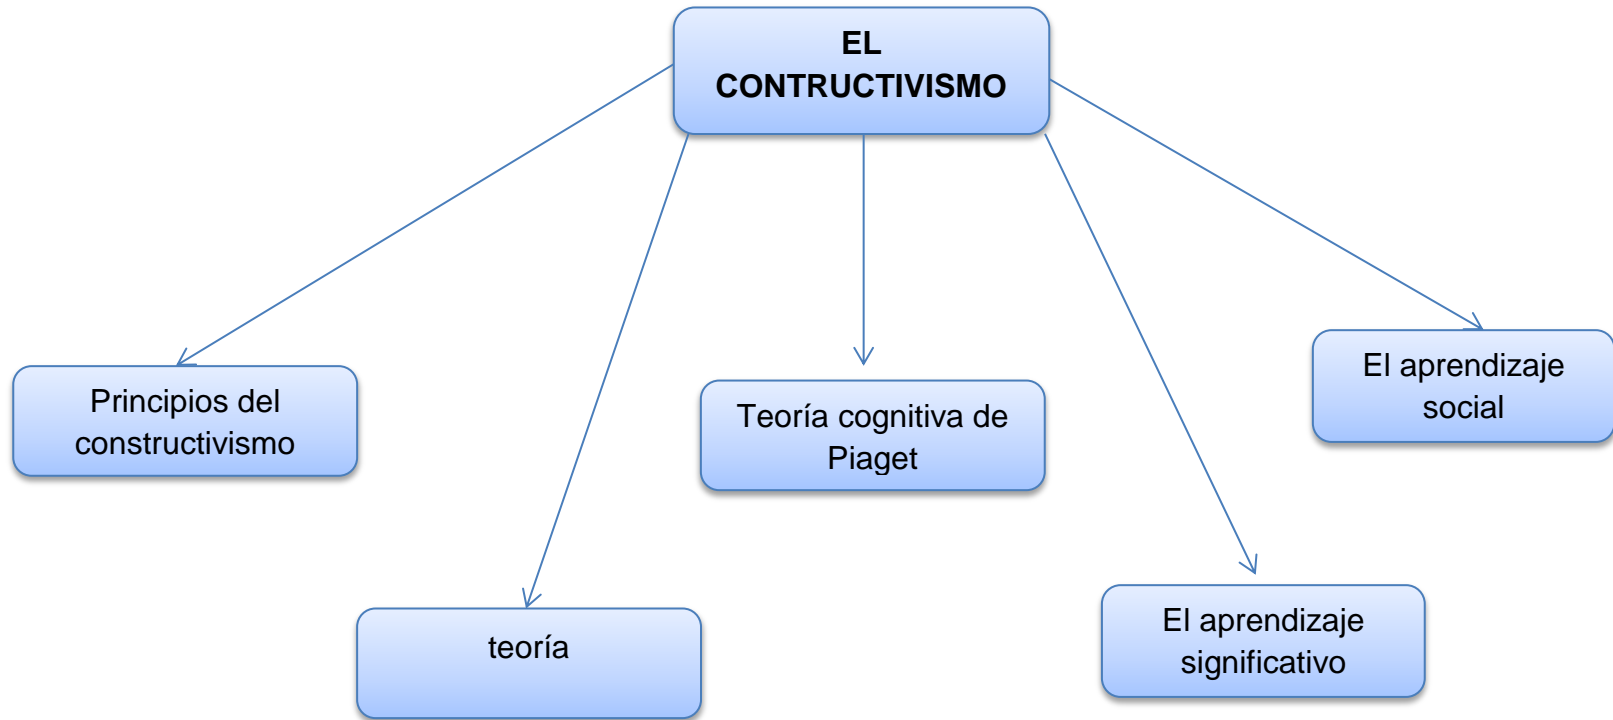 EL
CONTRUCTIVISMO
Principios del
constructivismo
teoría
Teoría cognitiva de
Piaget
El aprendizaje
significativo
El aprendizaje
social